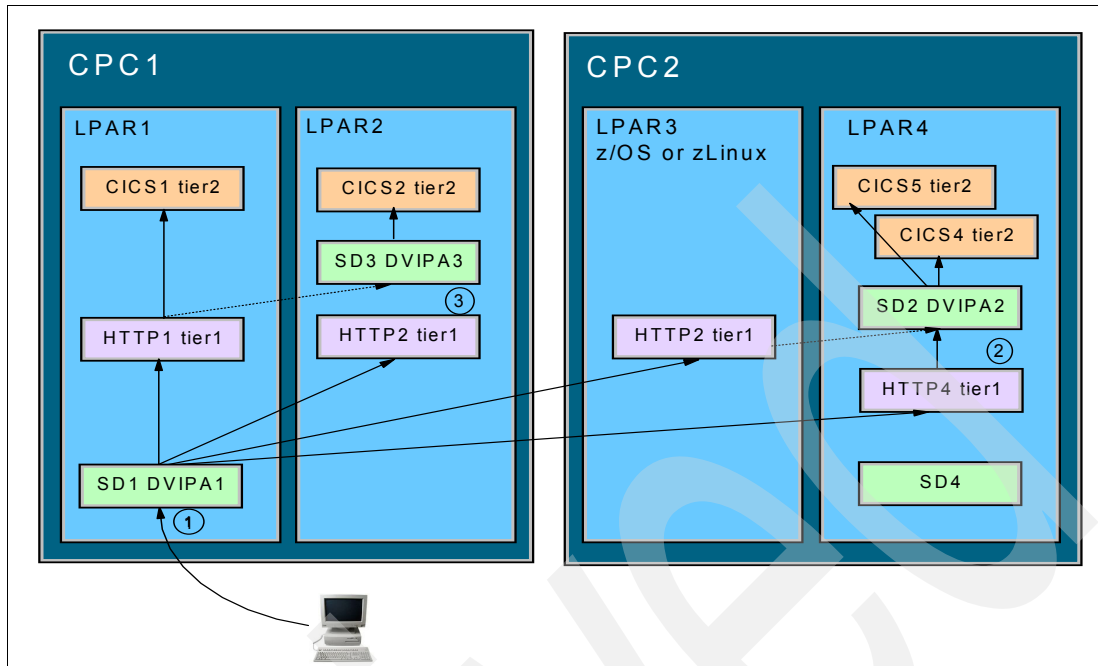 CPC1
LPAR1
CICS1 tier2
HTTP1 tier1
SD1 DVIPA1
1
LPAR2
CICS2 tier2
SD3 DVIPA3
3
HTTP2 tier1
CPC2
LPAR3
z/OS or zLinux
HTTP2 tier1
LPAR4
CICS5 tier2
CICS4 tier2
SD2 DVIPA2
2
HTTP4 tier1
SD4